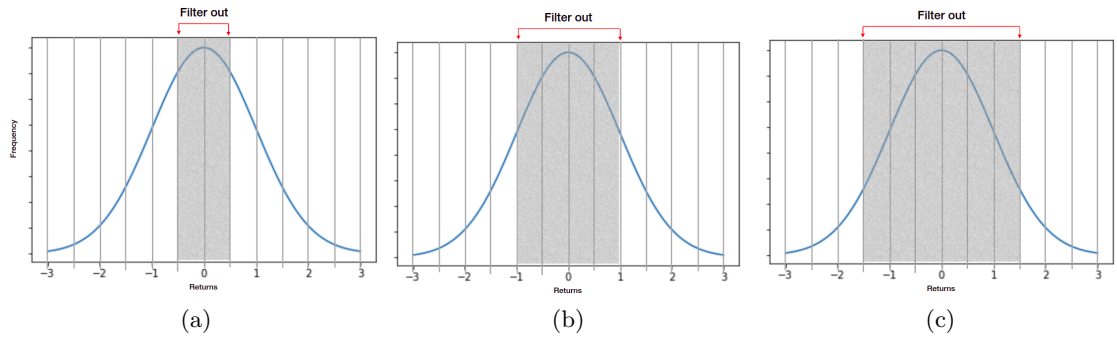 Filter out
Frequency
−3 −2 −1 0 1 2 3
Returns
(a)
Filter out
−3 −2 −1 0 1 2 3
Returns
(b)
Filter out
−3 −2 −1 0 1 2 3
Returns
(c)